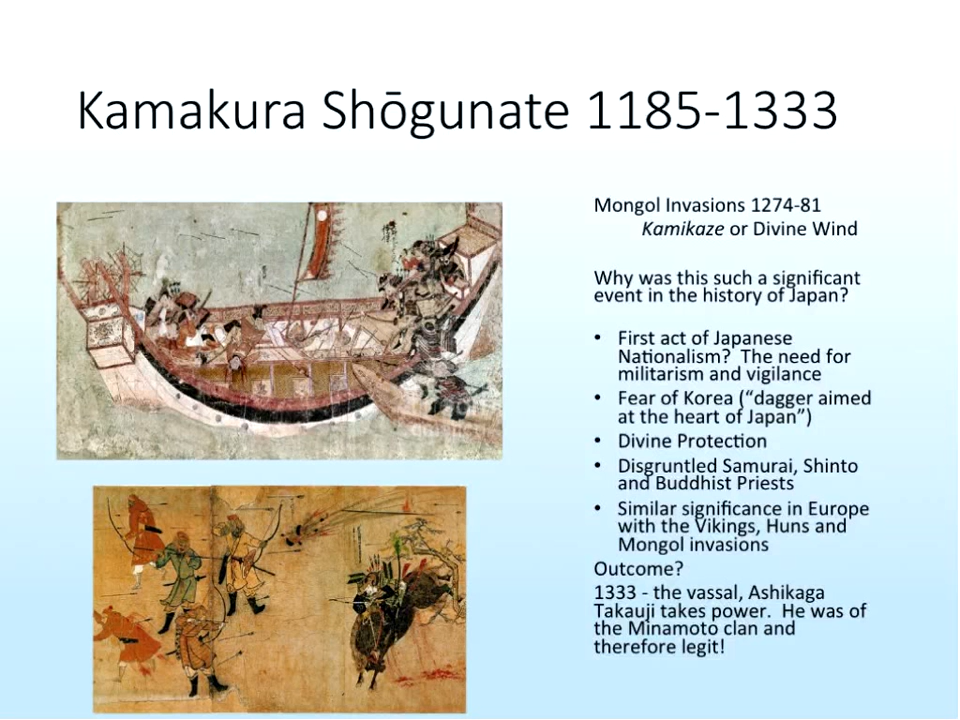 Kamakura Shōgunate 1185-1333
Mongol Invasions 1274-81
Kamikaze or Divine Wind
Why was this such a significant
event in the history of Japan?
• First act of Japanese
Nationalism? The need for
militarism and vigilance
• Fear of Korea (“dagger aimed
at the heart of Japan”)
• Divine Protection
• Disgruntled Samurai, Shinto
and Buddhist Priests
• Similar significance in Europe
with the Vikings, Huns and
Mongol invasions
Outcome?
1333 - the vassal, Ashikaga
Takauji takes power. He was of
the Minamoto clan and
therefore legit!